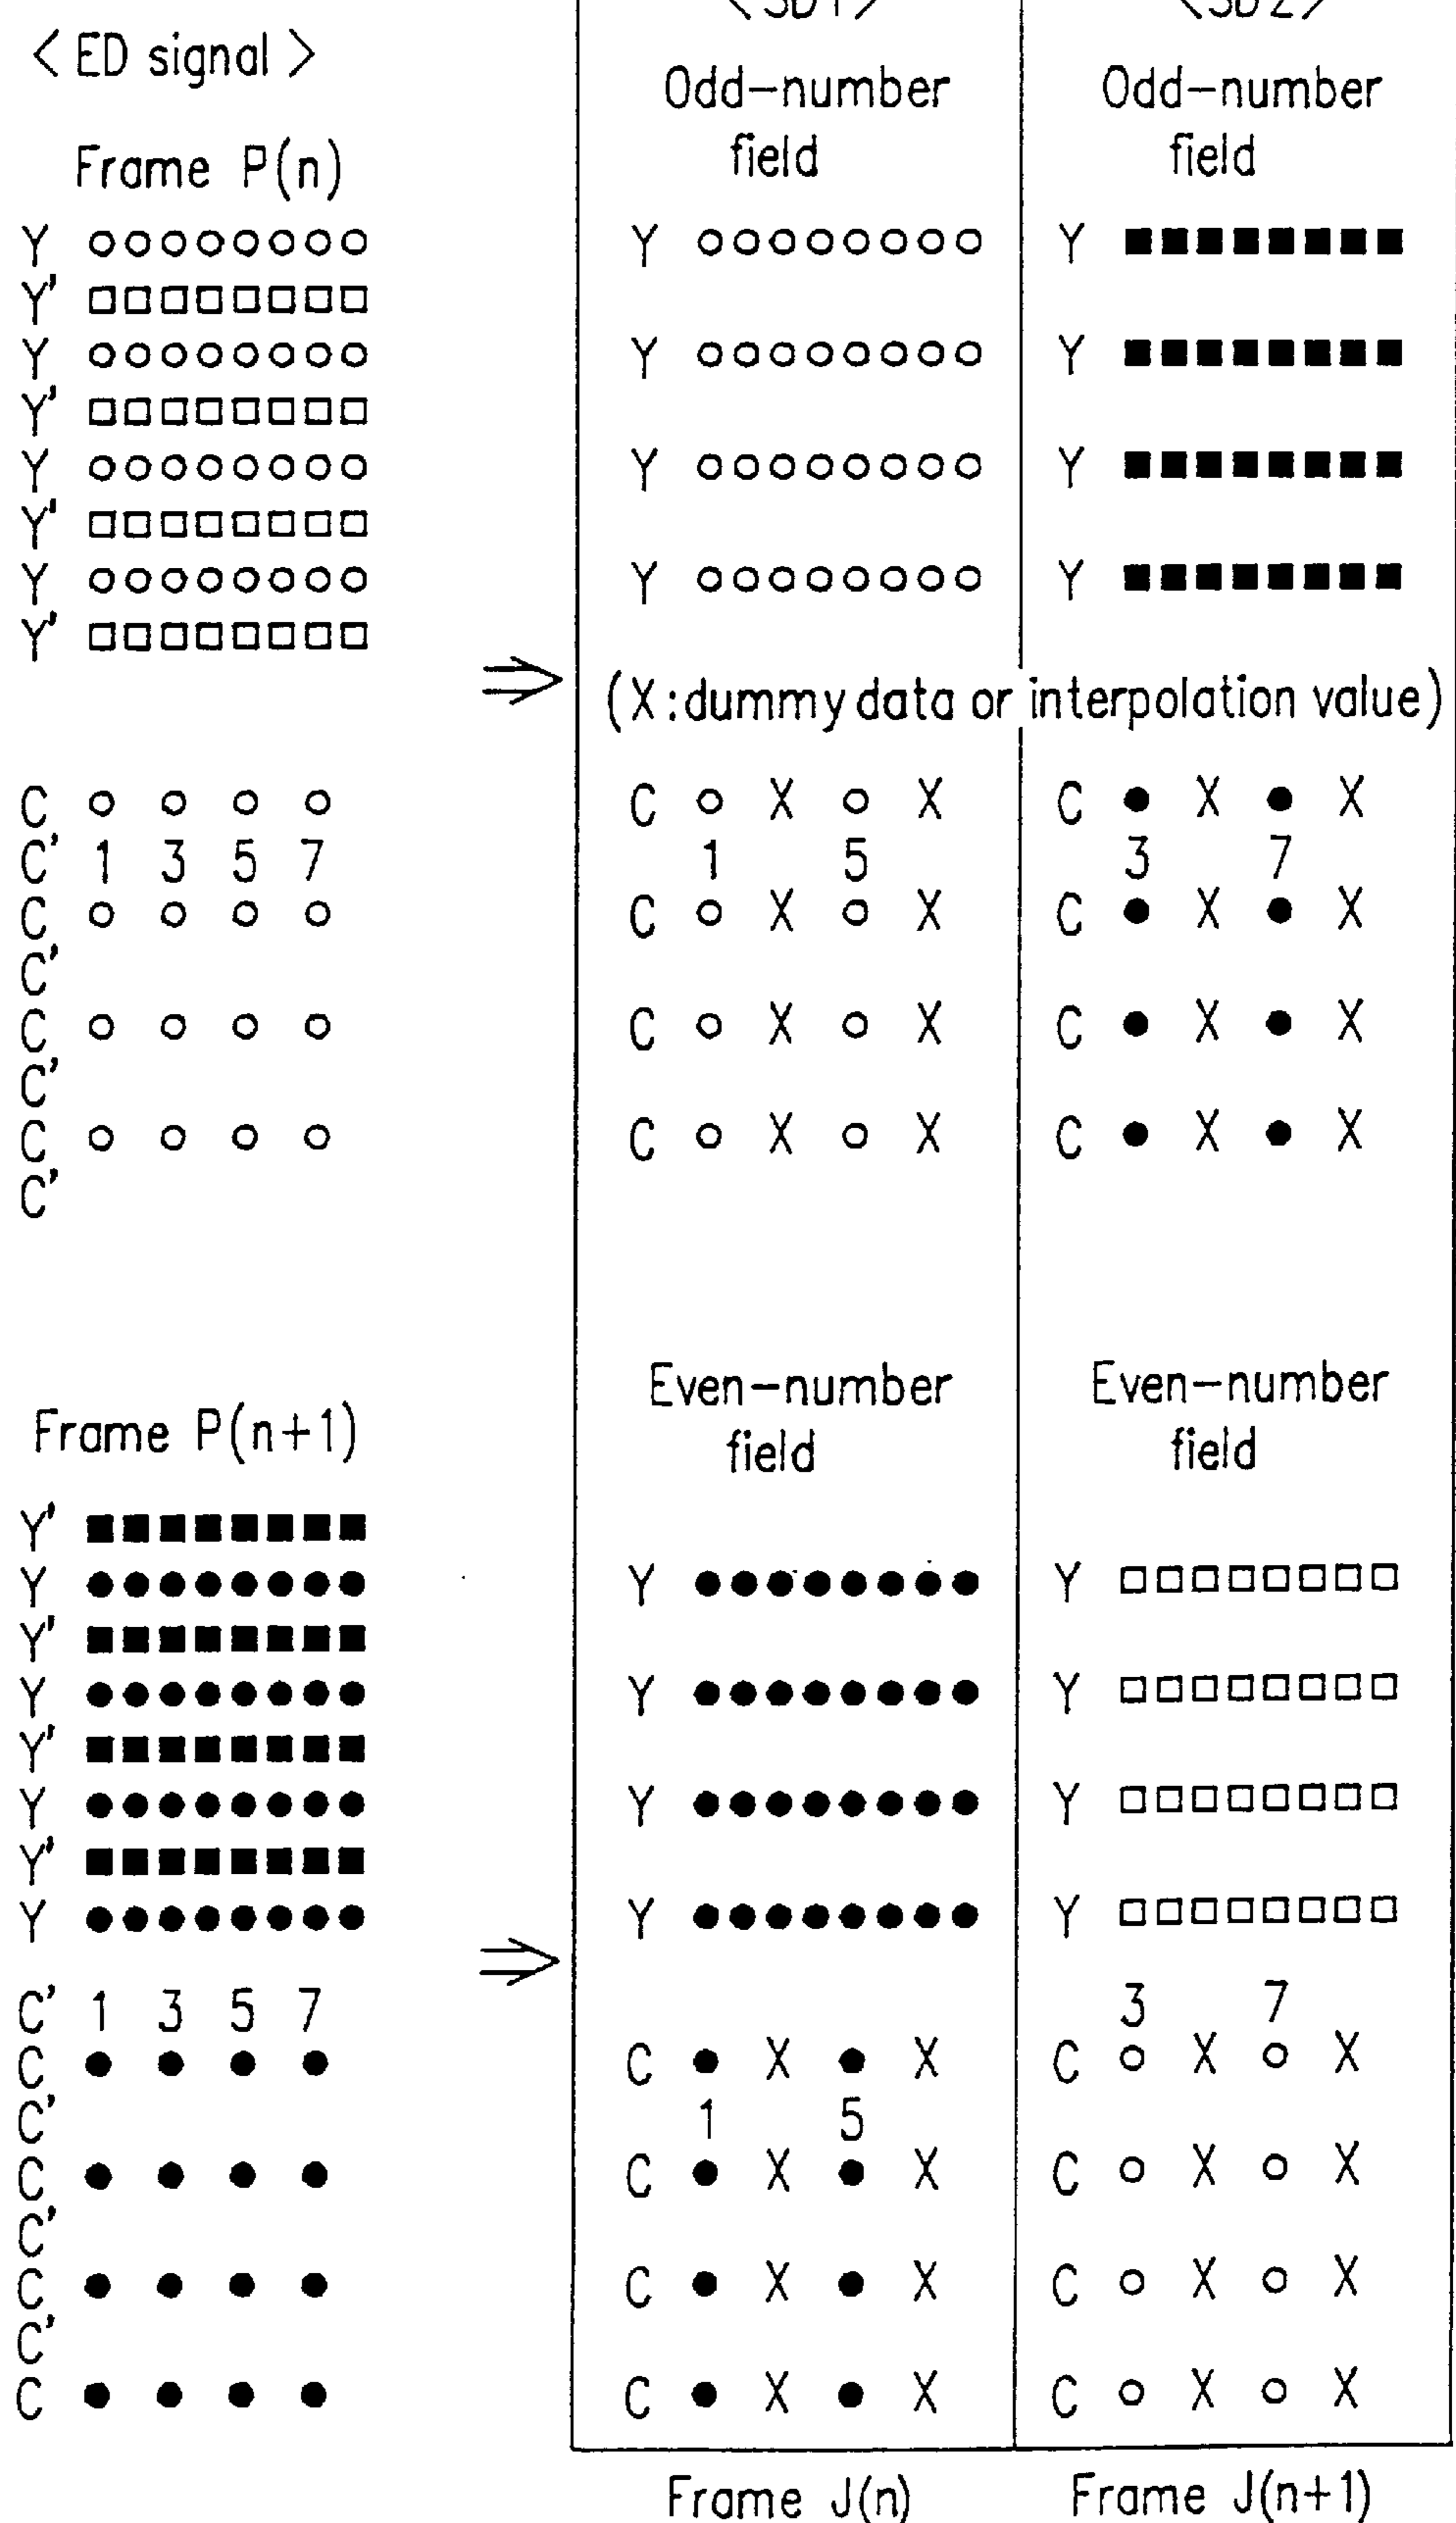 <ED signal>
Frame P(n)
Y
Y'
Y
Y'
Y
Y'
Y
Y'
C
C' 1 3 5 7
C
C'
C
C'
C
C'
Frame P(n+1)
Y'
Y
Y'
Y
Y'
Y
Y'
Y
C' 1 3 5 7
C
C'
C
C'
C
C'
C
<SD1>
Odd-number
field
Y
Y
Y
Y
(X:dummy data or interpolation value)
C X X
1 5
C X X
C X X
C X X
Even-number
field
Y
Y
Y
Y
C X X
1 5
C X X
C X X
C X X
Frame J(n)
<SD2>
Odd-number
field
Y
Y
Y
Y
C X X
3 7
C X X
C X X
C X X
Even-number
field
Y
Y
Y
Y
3 7
C X X
C X X
C X X
C X X
Frame J(n+1)